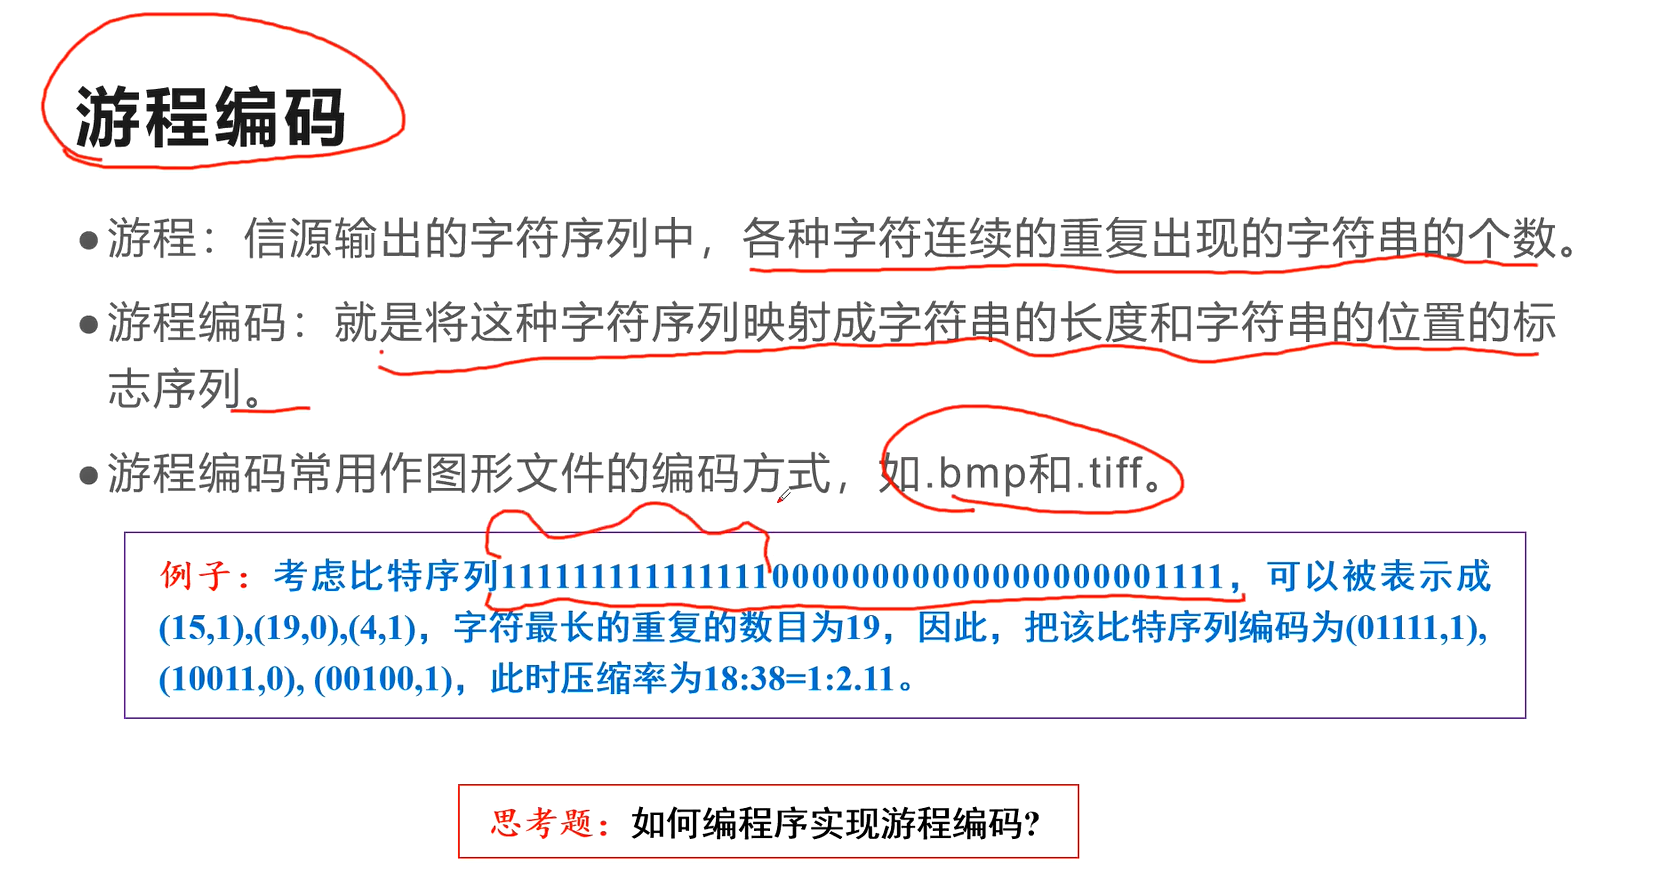 游程编码
●游程：信源输出的字符序列中，各种字符连续的重复出现的字符串的个数。
●游程编码：就是将这种字符序列映射成字符串的长度和字符串的位置的标
志序列。
●游程编码常用作图形文件的编码方式，如.bmp和.tiff。
例子：考虑比特序列1111111111111110000000000000000000001111，可以被表示成
(15,1),(19,0),(4,1)，字符最长的重复的数目为19，因此，把该比特序列编码为(01111,1),
(10011,0), (00100,1)，此时压缩率为18:38=1:2.11。
思考题：如何编程序实现游程编码?